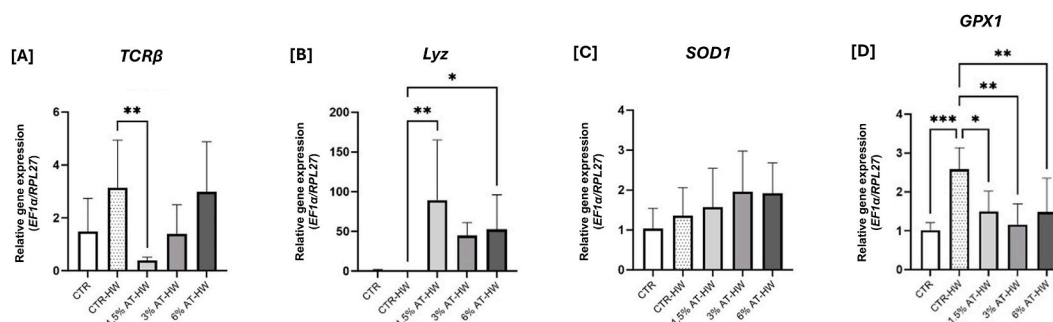 [A]
TCRβ
Relative gene expression
(EF1α/RPL27)
6
4
2
0
**
CTR
CTR-HW
1.5% AT-HW
3% AT-HW
6% AT-HW
[B]
Lyz
Relative gene expression
(EF1α/RPL27)
200
150
100
50
0
*
**
CTR
CTR-HW
1.5% AT-HW
3% AT-HW
6% AT-HW
[C]
SOD1
Relative gene expression
(EF1α/RPL27)
4
3
2
1
0
CTR
CTR-HW
1.5% AT-HW
3% AT-HW
6% AT-HW
[D]
GPX1
Relative gene expression
(EF1α/RPL27)
4
3
2
1
0
**
**
***
*
CTR
CTR-HW
1.5% AT-HW
3% AT-HW
6% AT-HW